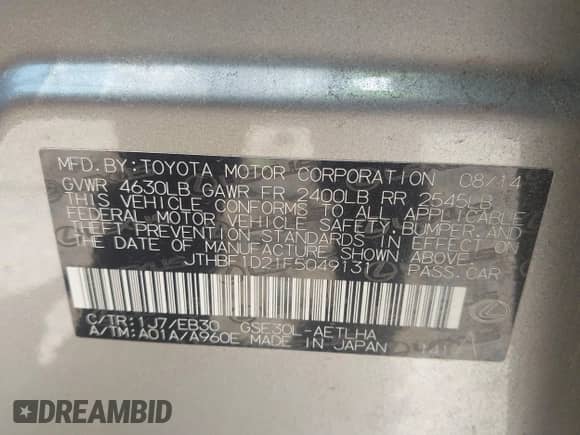 MFD.BY:TOYOTA MOTOR CORPORATION 08/14
GVWR 4630LB GAWR FR 2400LB RR 2545LB
THIS VEHICLE CONFORMS TO ALL APPLICABLE
FEDERAL MOTOR VEHICLE SAFETY,BUMPER,AND
THEFT PREVENTION STANDARDS IN EFFECT ON
THE DATE OF MANUFACTURE SHOWN ABOVE.
JTHBF1D21F5049131 PASS.CAR
C/TR:1J7/EB30 GSE30L-AETLHA
A/TM:A01A/A960E MADE IN JAPAN
DREAMBID